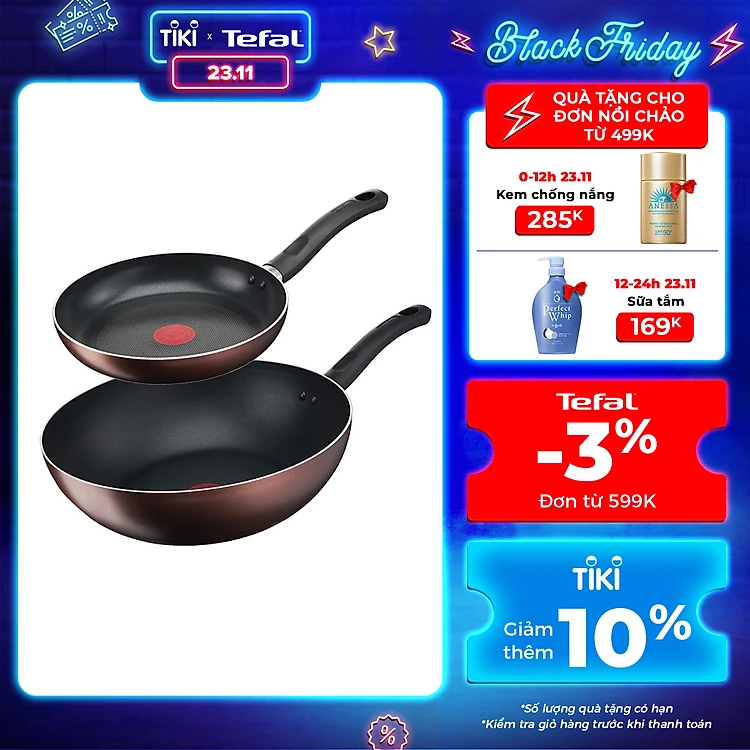 TIKI x Tefal
23.11
Black Friday
QUÀ TẶNG CHO
ĐƠN NỒI CHẢO
TỪ 499K
0-12h 23.11
Kem chống nắng
285K
ANESSA
SPF 50+
12-24h 23.11
Sữa tắm
169K
Perfect
Whip
Tefal
-3%
Đơn từ 599K
TIKI
Giảm
thêm
10%
*Số lượng quà tặng có hạn
*Kiểm tra giỏ hàng trước khi thanh toán